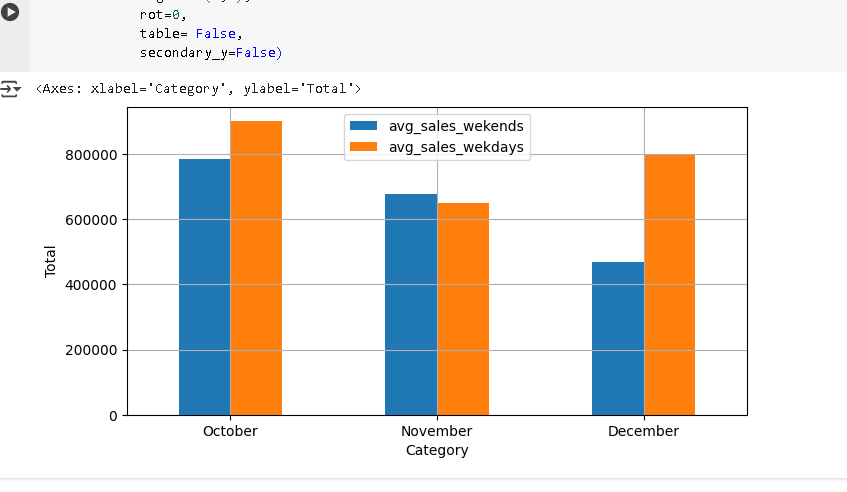 rot=0,
table= False,
secondary_y=False)
<Axes: xlabel='Category', ylabel='Total'>
avg_sales_wekends
avg_sales_wekdays
800000
600000
400000
200000
0
Total
October November December
Category